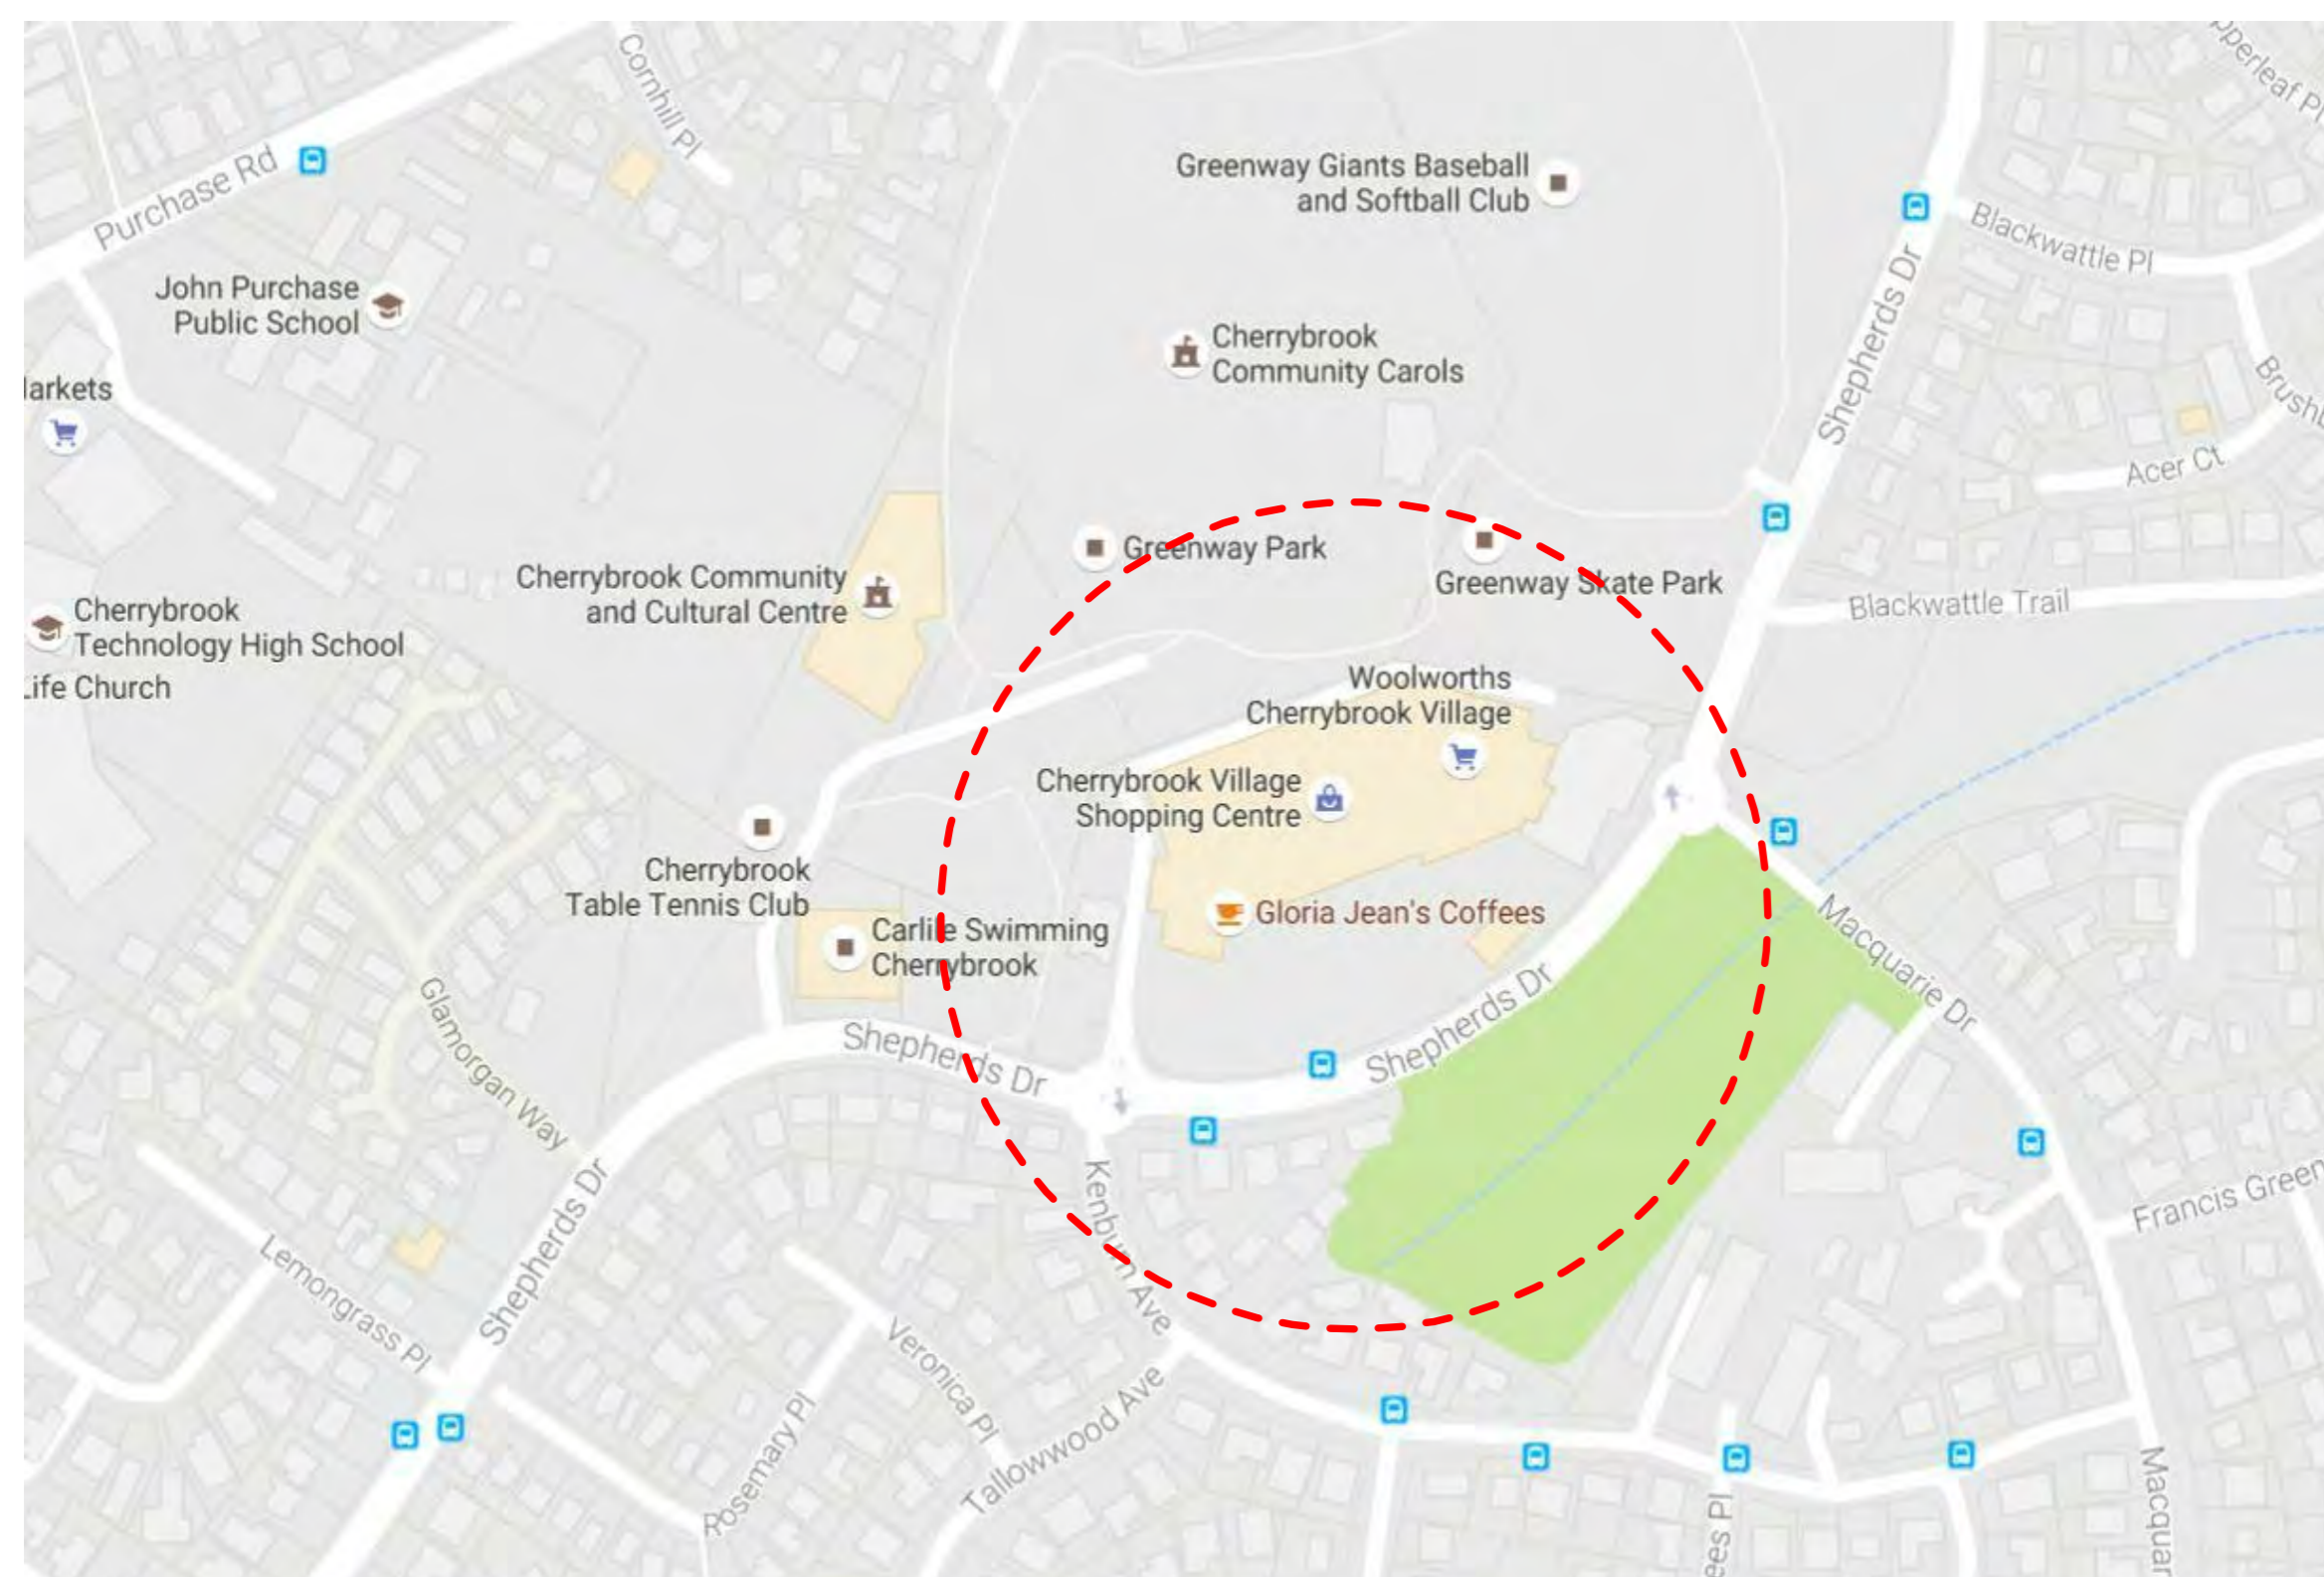 Cornhill Pl
Purchase Rd
Greenway Giants Baseball
and Softball Club
Blackwattle Pl
Shepherds Dr
John Purchase
Public School
Cherrybrook
Community Carols
Acer Ct
Greenway Park
Greenway Skate Park
Cherrybrook Community
and Cultural Centre
Blackwattle Trail
Cherrybrook
Technology High School
Life Church
Woolworths
Cherrybrook Village
Cherrybrook Village
Shopping Centre
Cherrybrook
Table Tennis Club
Gloria Jean's Coffees
Carlile Swimming
Cherrybrook
Macquarie Dr
Glamorgan Way
Shepherds Dr
Shepherds Dr
Kenburn Ave
Shepherds Dr
Francis Green
Lemongrass Pl
Veronica Pl
Rosemary Pl
Tallowwood Ave
Macquar